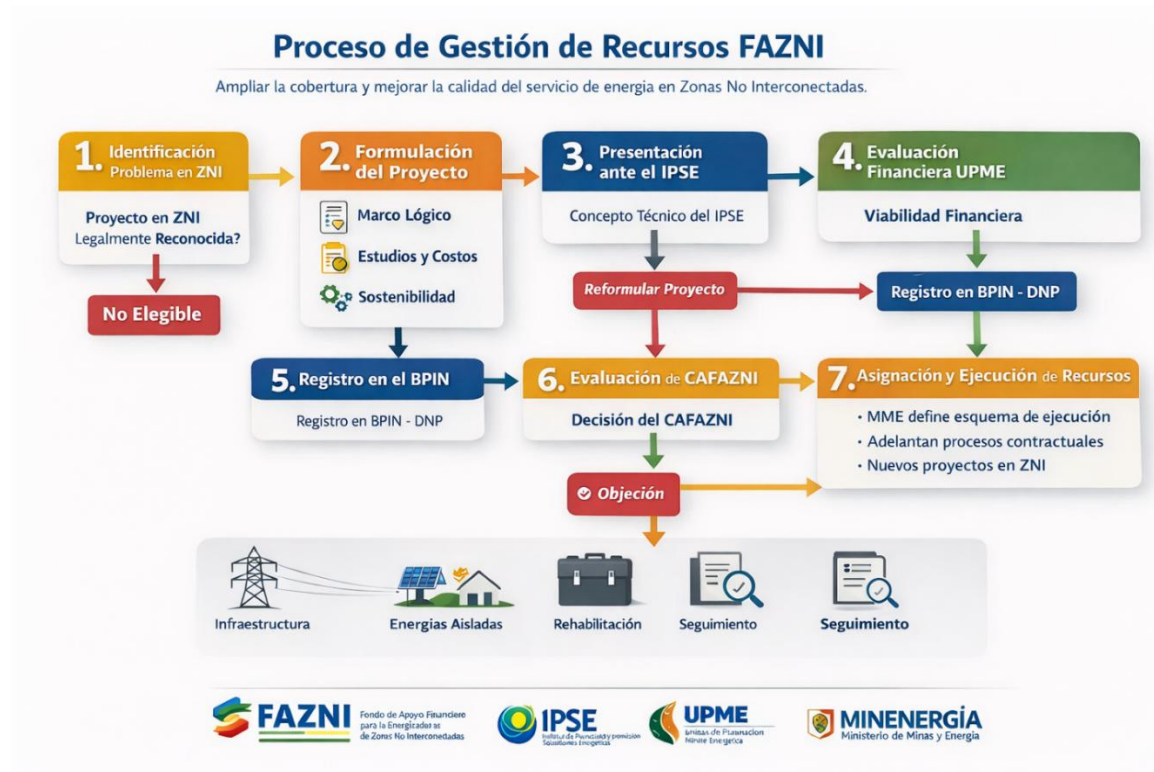 Proceso de Gestión de Recursos FAZNI
Ampliar la cobertura y mejorar la calidad del servicio de energia en Zonas No Interconectadas.
1. Identificación
Problema en ZNI
Proyecto en ZNI
Legalmente Reconocida?
No Elegible
2. Formulación
del Proyecto
Marco Lógico
Estudios y Costos
Sostenibilidad
3. Presentación
ante el IPSE
Concepto Técnico del IPSE
Reformular Proyecto
4. Evaluación
Financiera UPME
Viabilidad Financiera
Registro en BPIN - DNP
5. Registro en el BPIN
Registro en BPIN - DNP
6. Evaluación de CAFAZNI
Decisión del CAFAZNI
Objeción
7. Asignación y Ejecución de Recursos
• MME define esquema de ejecución
• Adelantan procesos contractuales
• Nuevos proyectos en ZNI
Infraestructura
Energias Aisladas
Rehabilitación
Seguimiento
Seguimiento
FAZNI
Fondo de Apoyo Financiere
para la Energizade as
de Zonas No Interconectadas
IPSE
UPME
MINENERGÍA
Ministerio de Minas y Energía